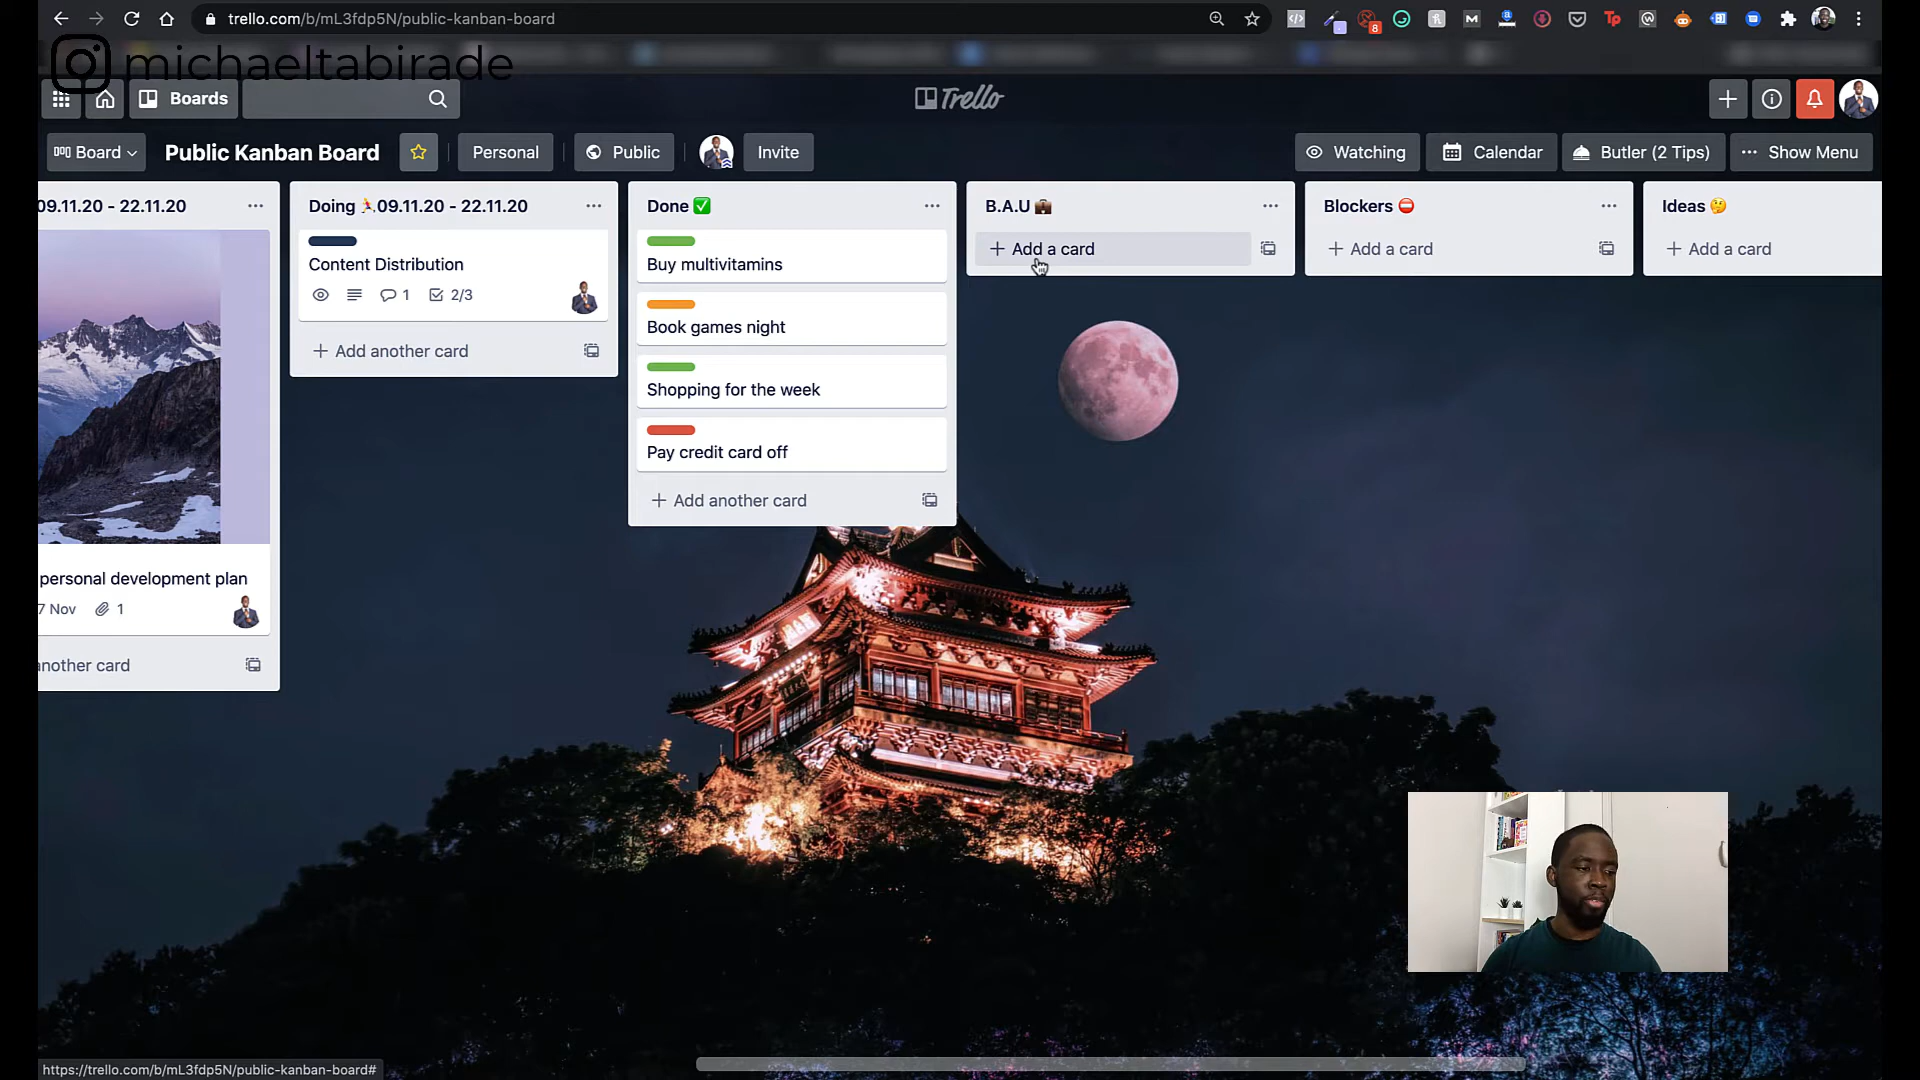 trello.com/b/mL3fdp5N/public-kanban-board
8
Tp
michaeltabirade
Boards
Trello
Board
Public Kanban Board
Personal
Public
Invite
Watching
Calendar
Butler (2 Tips)
Show Menu
09.11.20 - 22.11.20
personal development plan
7 Nov
1
another card
Doing 🏃09.11.20 - 22.11.20
Content Distribution
1
2/3
Add another card
Done ✅
Buy multivitamins
Book games night
Shopping for the week
Pay credit card off
Add another card
B.A.U 💼
Add a card
Blockers ⛔
Add a card
Ideas 🤔
Add a card
https://trello.com/b/mL3fdp5N/public-kanban-board#